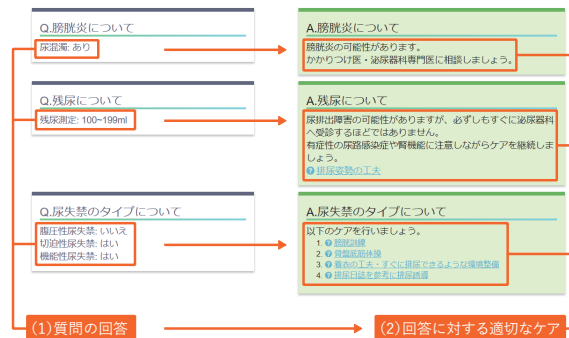 Q.膀胱炎について
尿混濁: あり
A.膀胱炎について
膀胱炎の可能性があります。
かかりつけ医・泌尿器科専門医に相談しましょう。
Q.残尿について
残尿測定: 100~199ml
A.残尿について
尿排出障害の可能性がありますが、必ずしもすぐに泌尿器科
へ受診するほどではありません。
有症性の尿路感染症や腎機能に注意しながらケアを継続しま
しょう。
排尿姿勢の工夫
Q.尿失禁のタイプについて
腹圧性尿失禁: いいえ
切迫性尿失禁: はい
機能性尿失禁: はい
A.尿失禁のタイプについて
以下のケアを行いましょう。
1. 膀胱訓練
2. 骨盤底筋体操
3. 着衣の工夫・すぐに排尿できるような環境整備
4. 排尿日誌を参考に排尿誘導
(1)質問の回答
(2)回答に対する適切なケア